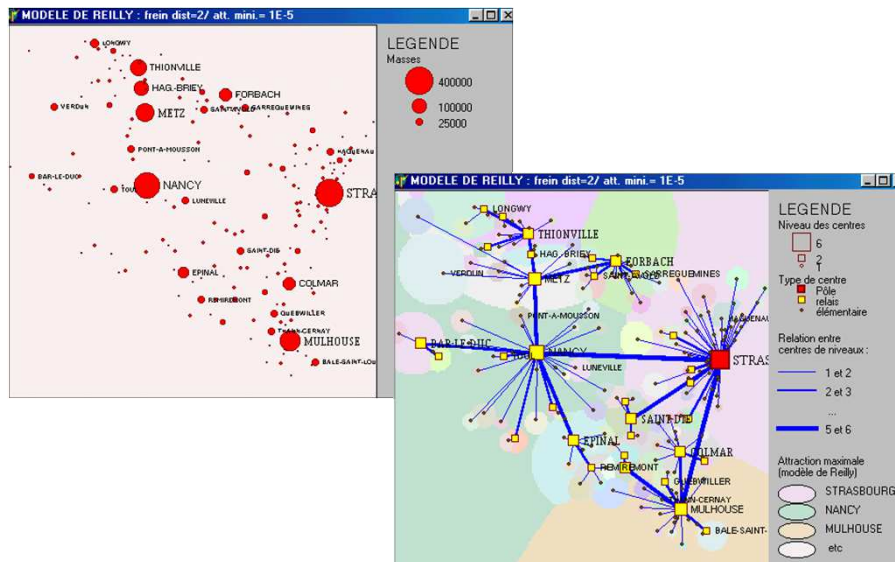 MODELE DE REILLY : frein dist=2/ att. mini.= 1E-5
LONGWY
THIONVILLE
HAG.-BRIEY
FORBACH
VERDUN
METZ
SARREGUEMINES
PONT-A-MOUSSON
HAGUENAU
BAR-LE-DUC
NANCY
STRAS
LUNEVILLE
SAINT-DIE
EPINAL
COLMAR
REMIREMONT
GUEBWILLER
THANN-CERNAY
MULHOUSE
BALE-SAINT-LOU
LEGENDE
Masses
400000
100000
25000
MODELE DE REILLY : frein dist=2/ att. mini.= 1E-5
LONGWY
THIONVILLE
HAG.-BRIEY
FORBACH
VERDUN
METZ
SARREGUEMINES
PONT-A-MOUSSON
HAGUENAU
BAR-LE-DUC
NANCY
STRAS
LUNEVILLE
SAINT-DIE
EPINAL
COLMAR
REMIREMONT
GUEBWILLER
THANN-CERNAY
MULHOUSE
BALE-SAINT-
LEGENDE
Niveau des centres
6
2
1
Type de centre
Pôle
relais
élémentaire
Relation entre
centres de niveaux :
1 et 2
2 et 3
...
5 et 6
Attraction maximale
(modèle de Reilly)
STRASBOURG
NANCY
MULHOUSE
etc